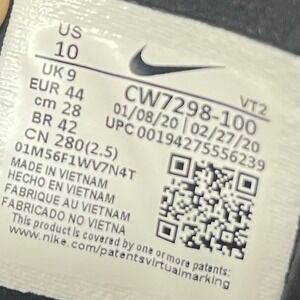 US
10
UK 9
EUR 44
cm 28
BR 42
CN 280(2.5)
01M56F1WV7N4T
MADE IN VIETNAM
HECHO EN VIETNAM
FABRIQUE AU VIETNAM
FABRICADO NO VIETNA
This product is covered by one or more patents
www.nike.com/patentsvirtualmarking
VT2
CW7298-100
01/08/20 02/27/20
UPC 00194275556239